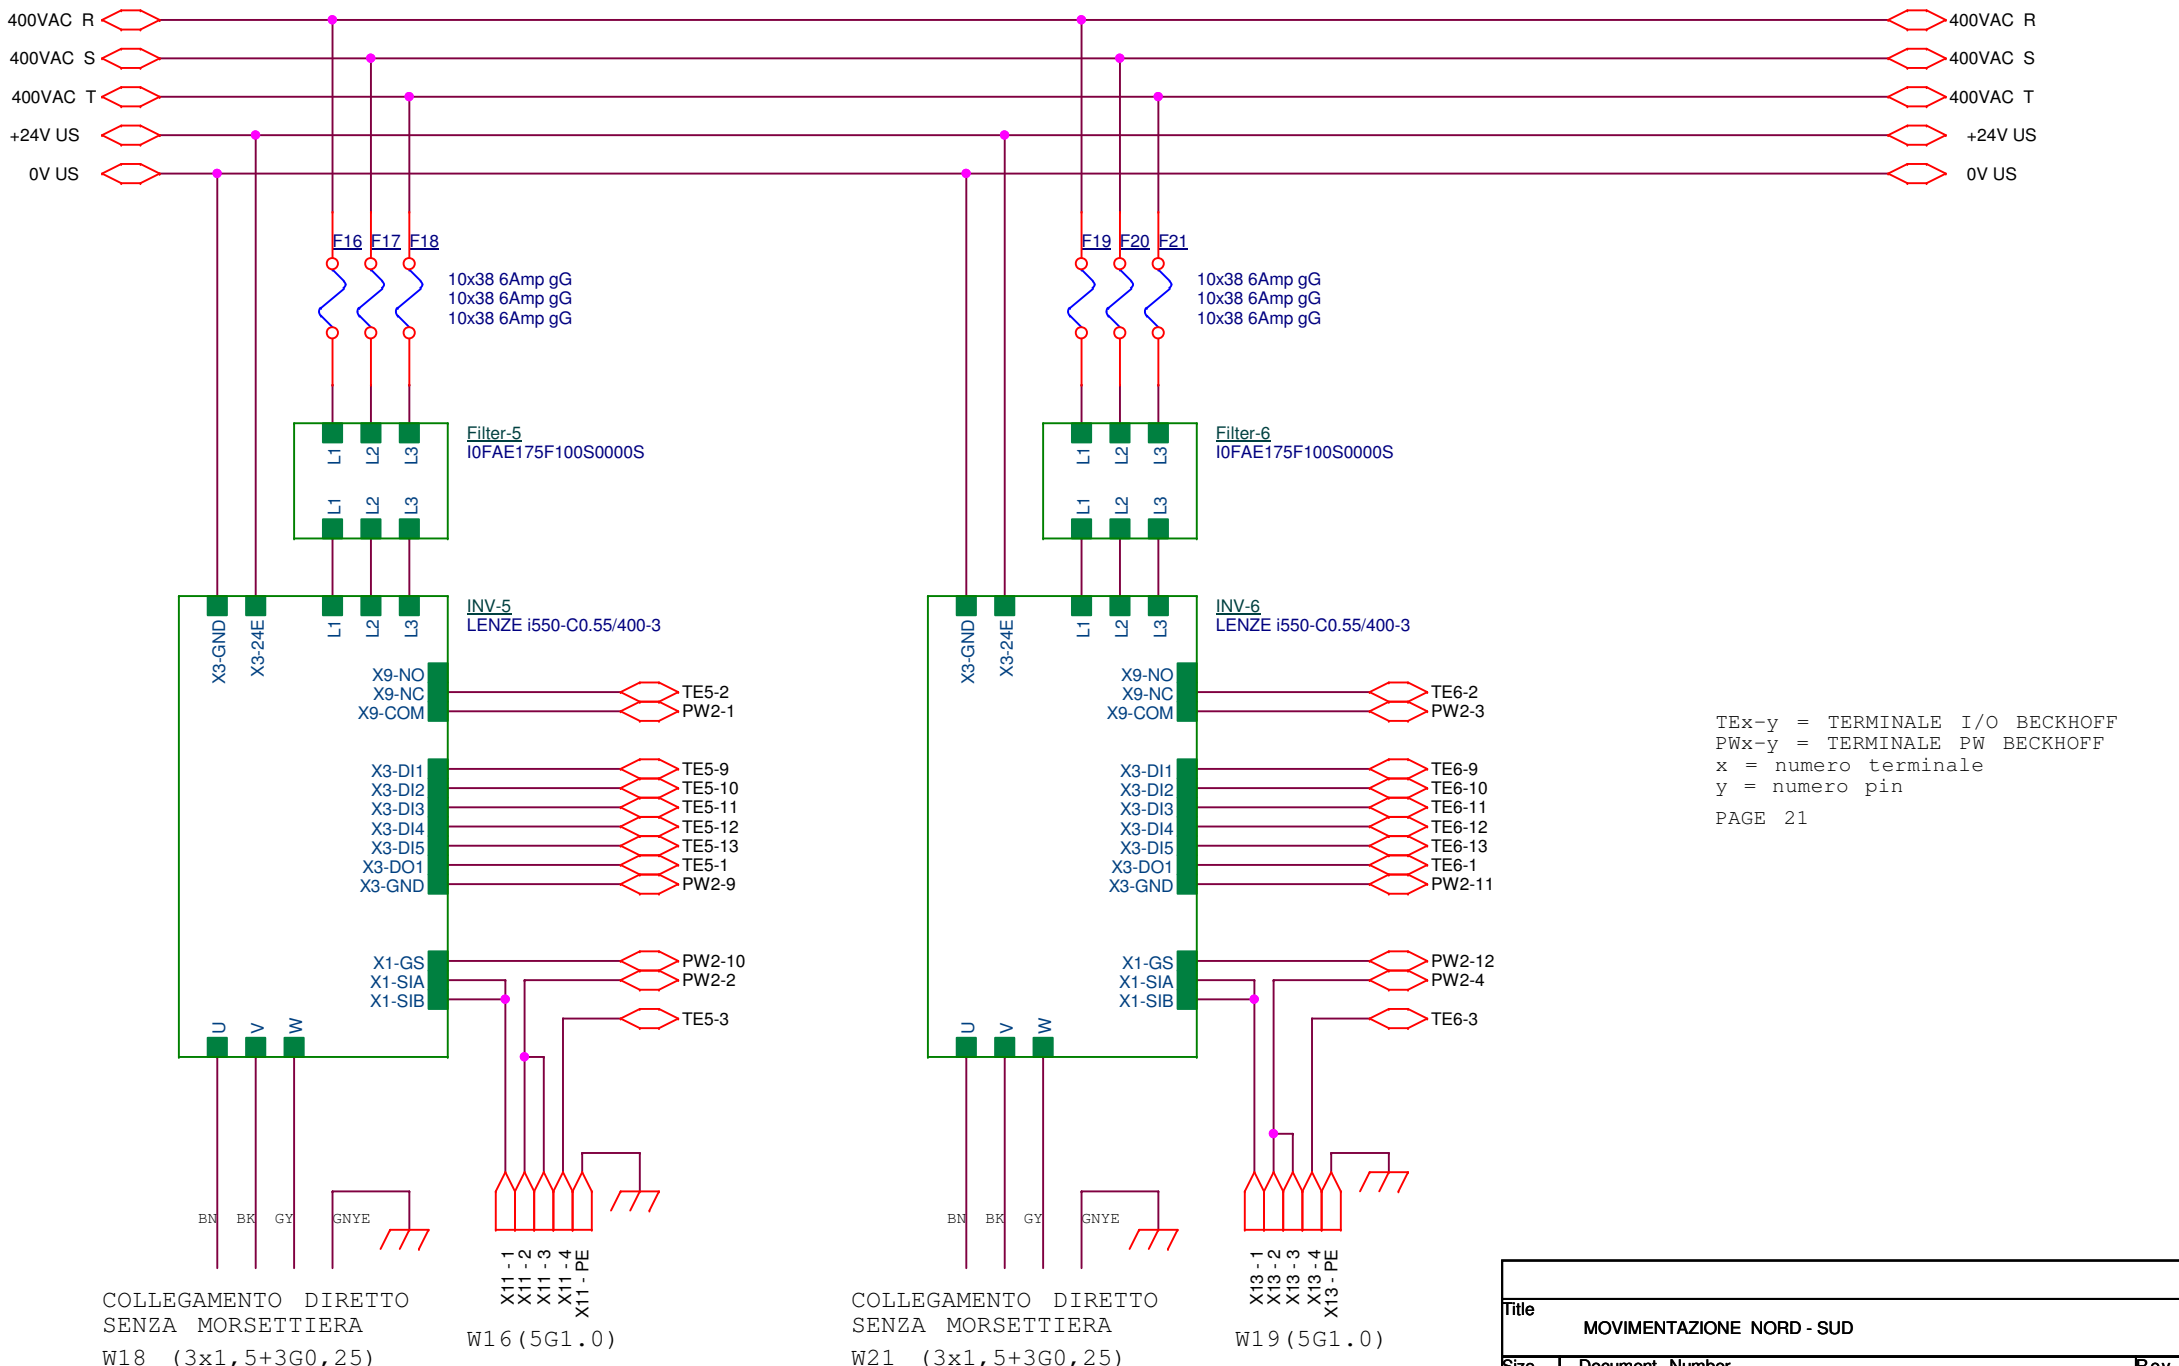 400VAC R
400VAC R
400VAC S
400VAC S
400VAC T
400VAC T
+24V US
+24V US
0V US
0V US
F16 F17 F18
10x38 6Amp gG
10x38 6Amp gG
10x38 6Amp gG
F19 F20 F21
10x38 6Amp gG
10x38 6Amp gG
10x38 6Amp gG
L1 L2 L3
L1 L2 L3
Filter-5
I0FAE175F100S0000S
L1 L2 L3
L1 L2 L3
Filter-6
I0FAE175F100S0000S
X3-GND X3-24E L1 L2 L3
INV-5
LENZE i550-C0.55/400-3
X9-NO
X9-NC TE5-2
X9-COM PW2-1
X3-DI1 TE5-9
X3-DI2 TE5-10
X3-DI3 TE5-11
X3-DI4 TE5-12
X3-DI5 TE5-13
X3-DO1 TE5-1
X3-GND PW2-9
X1-GS PW2-10
X1-SIA PW2-2
X1-SIB
TE5-3
U V W
BN BK GY GNYE
X11 - 1
X11 - 2
X11 - 3
X11 - 4
X11 - PE
COLLEGAMENTO DIRETTO
SENZA MORSETTIERA
W18 (3x1,5+3G0,25)
W16(5G1.0)
X3-GND X3-24E L1 L2 L3
INV-6
LENZE i550-C0.55/400-3
X9-NO
X9-NC TE6-2
X9-COM PW2-3
X3-DI1 TE6-9
X3-DI2 TE6-10
X3-DI3 TE6-11
X3-DI4 TE6-12
X3-DI5 TE6-13
X3-DO1 TE6-1
X3-GND PW2-11
X1-GS PW2-12
X1-SIA PW2-4
X1-SIB
TE6-3
U V W
BN BK GY GNYE
X13 - 1
X13 - 2
X13 - 3
X13 - 4
X13 - PE
COLLEGAMENTO DIRETTO
SENZA MORSETTIERA
W21 (3x1,5+3G0,25)
W19(5G1.0)
TEx-y = TERMINALE I/O BECKHOFF
PWx-y = TERMINALE PW BECKHOFF
x = numero terminale
y = numero pin
PAGE 21
Title
MOVIMENTAZIONE NORD - SUD
Size Document Number Rev